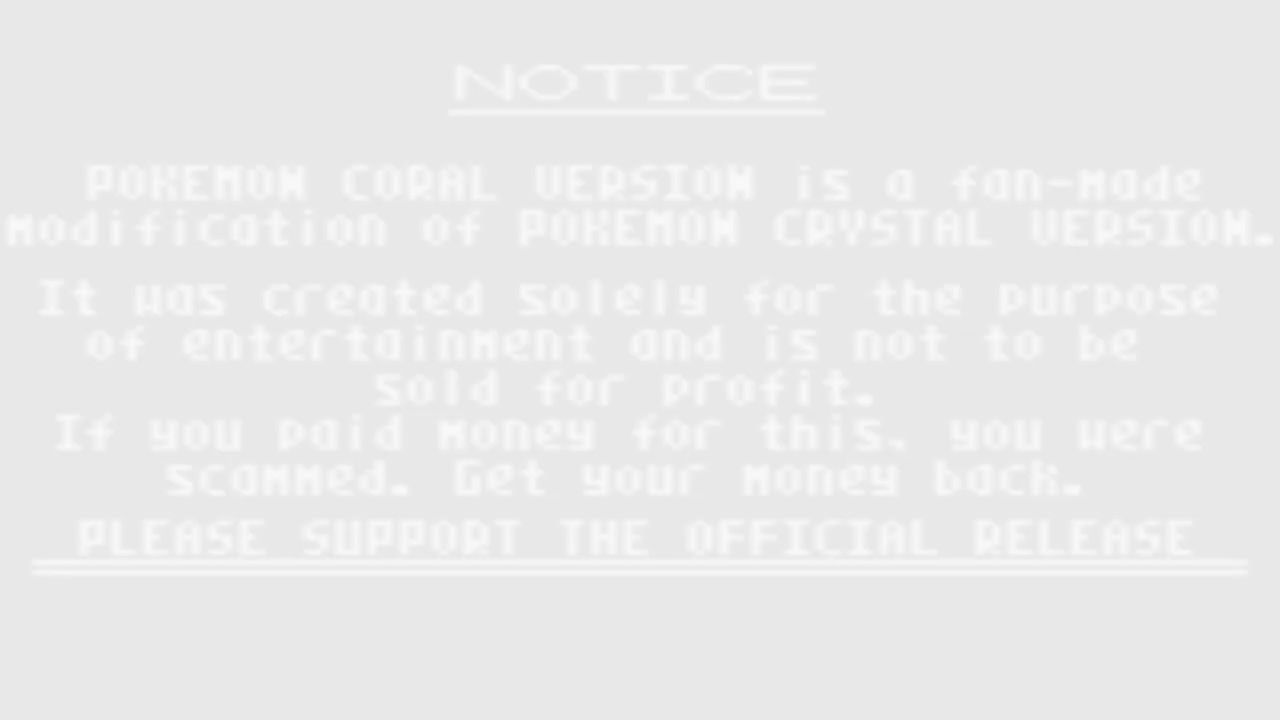 NOTICE
POKEMON CORAL VERSION is a fan-made
modification of POKEMON CRYSTAL VERSION.
It was created solely for the purpose
of entertainment and is not to be
sold for profit.
If you paid money for this, you were
scammed. Get your money back.
PLEASE SUPPORT THE OFFICIAL RELEASE